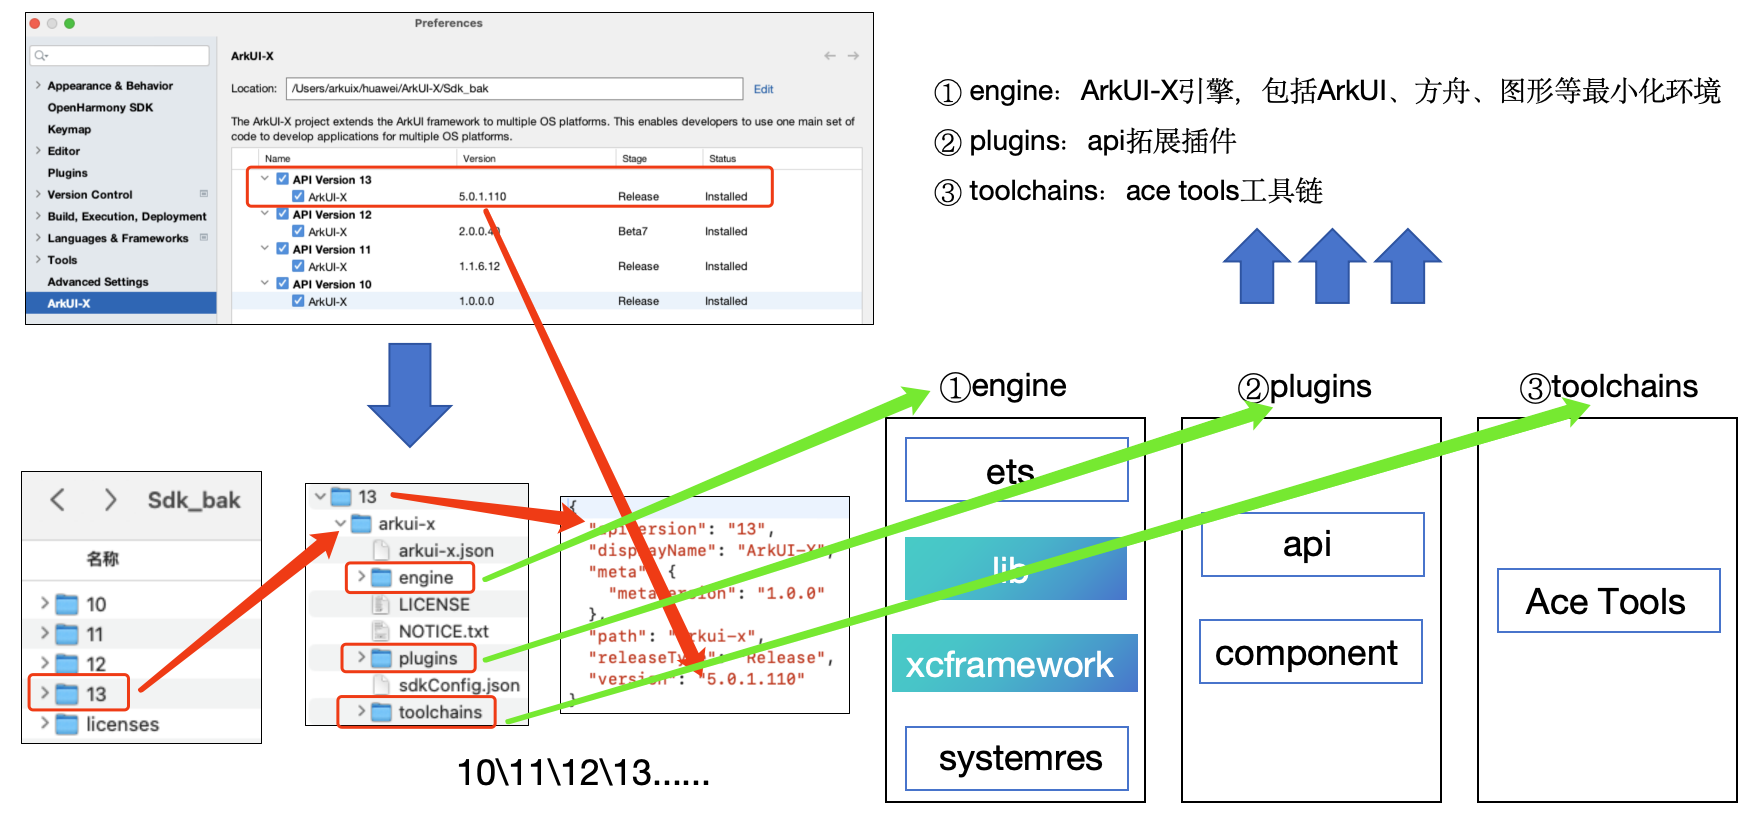 Preferences
ArkUI-X
Location: /Users/arkuix/huawei/ArkUI-X/Sdk_bak Edit
The ArkUI-X project extends the ArkUI framework to multiple OS platforms. This enables developers to use one main set of
code to develop applications for multiple OS platforms.
Appearance & Behavior
OpenHarmony SDK
Keymap
Editor
Plugins
Version Control
Build, Execution, Deployment
Languages & Frameworks
Tools
Advanced Settings
ArkUI-X
Name Version Stage Status
API Version 13
ArkUI-X 5.0.1.110 Release Installed
API Version 12
ArkUI-X 2.0.0.49 Beta7 Installed
API Version 11
ArkUI-X 1.1.6.12 Release Installed
API Version 10
ArkUI-X 1.0.0.0 Release Installed
① engine：ArkUI-X引擎，包括ArkUI、方舟、图形等最小化环境
② plugins：api拓展插件
③ toolchains：ace tools工具链
Sdk_bak
名称
10
11
12
13
licenses
13
arkui-x
arkui-x.json
engine
LICENSE
NOTICE.txt
plugins
sdkConfig.json
toolchains
{
"apiVersion": "13",
"displayName": "ArkUI-X",
"meta": {
"metaVersion": "1.0.0"
},
"path": "arkui-x",
"releaseType": "Release",
"version": "5.0.1.110"
}
10\11\12\13......
①engine
ets
lib
xcframework
systemres
②plugins
api
component
③toolchains
Ace Tools